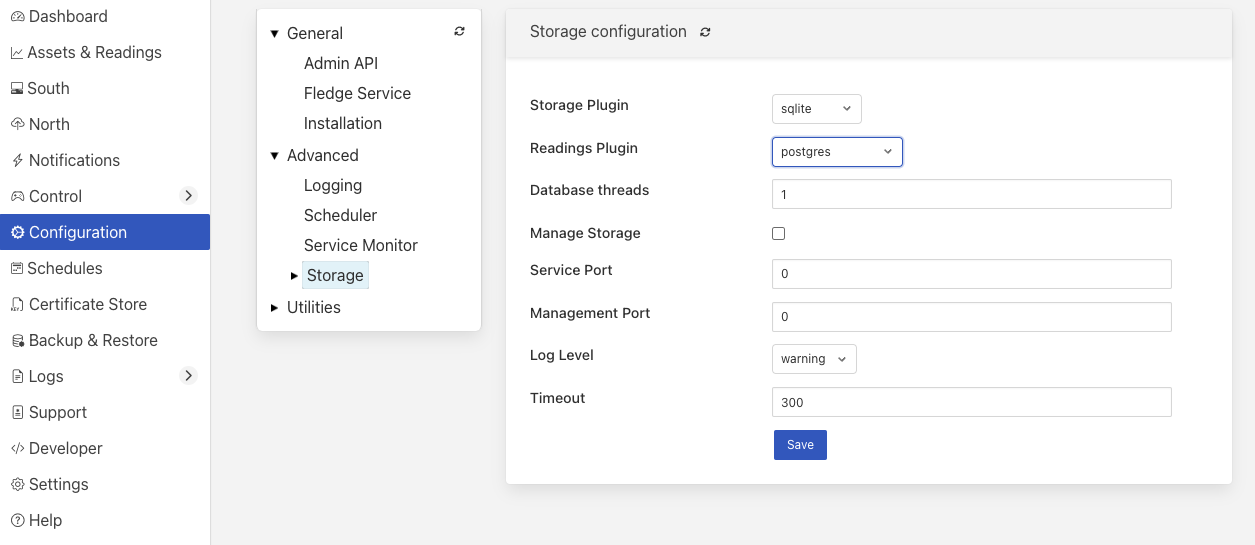 Dashboard
Assets & Readings
South
North
Notifications
Control
Configuration
Schedules
Certificate Store
Backup & Restore
Logs
Support
Developer
Settings
Help
General
Admin API
Fledge Service
Installation
Advanced
Logging
Scheduler
Service Monitor
Storage
Utilities
Storage configuration
Storage Plugin sqlite
Readings Plugin postgres
Database threads 1
Manage Storage
Service Port 0
Management Port 0
Log Level warning
Timeout 300
Save